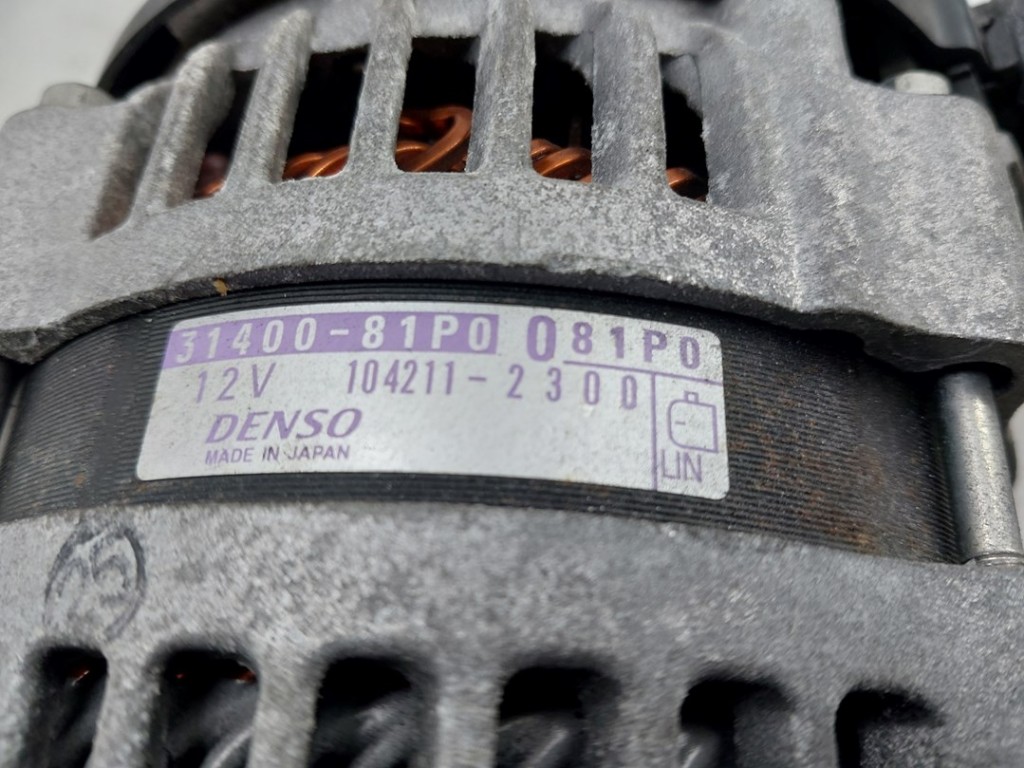 31400-81P0 081P0
12V 104211-2300
DENSO
MADE IN JAPAN
LIN